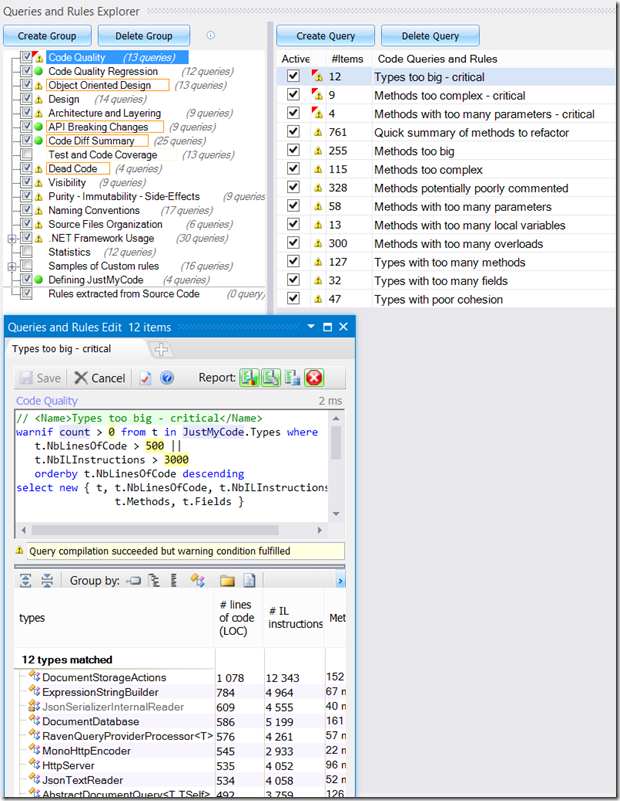 Queries and Rules Explorer
Create Group
Delete Group
Code Quality (13 queries)
Code Quality Regression (12 queries)
Object Oriented Design (13 queries)
Design (14 queries)
Architecture and Layering (9 queries)
API Breaking Changes (9 queries)
Code Diff Summary (25 queries)
Test and Code Coverage (13 queries)
Dead Code (4 queries)
Visibility (9 queries)
Purity - Immutability - Side-Effects (9 queries)
Naming Conventions (17 queries)
Source Files Organization (6 queries)
.NET Framework Usage (30 queries)
Statistics (12 queries)
Samples of Custom rules (16 queries)
Defining JustMyCode (4 queries)
Rules extracted from Source Code (0 query)
Create Query
Delete Query
Active #Items Code Queries and Rules
12 Types too big - critical
9 Methods too complex - critical
4 Methods with too many parameters - critical
761 Quick summary of methods to refactor
255 Methods too big
115 Methods too complex
328 Methods potentially poorly commented
58 Methods with too many parameters
13 Methods with too many local variables
300 Methods with too many overloads
127 Types with too many methods
32 Types with too many fields
47 Types with poor cohesion
Queries and Rules Edit 12 items
Types too big - critical
Save Cancel Report:
Code Quality 2 ms
// <Name>Types too big - critical</Name>
warnif count > 0 from t in JustMyCode.Types where
t.NbLinesOfCode > 500 ||
t.NbILInstructions > 3000
orderby t.NbLinesOfCode descending
select new { t, t.NbLinesOfCode, t.NbILInstructions
t.Methods, t.Fields }
Query compilation succeeded but warning condition fulfilled
Group by:
types
# lines of code (LOC)
# IL instructions
Met
12 types matched
DocumentStorageActions 1 078 12 343 152
ExpressionStringBuilder 784 4 964 67 m
JsonSerializerInternalReader 609 4 555 40 m
DocumentDatabase 586 5 199 161
RavenQueryProviderProcessor<T> 576 4 261 57 m
MonoHttpEncoder 545 2 933 22 m
HttpServer 535 4 052 96 m
JsonTextReader 534 4 058 52 m
AbstractDocumentQuery<T,TSelf> 492 3 759 126